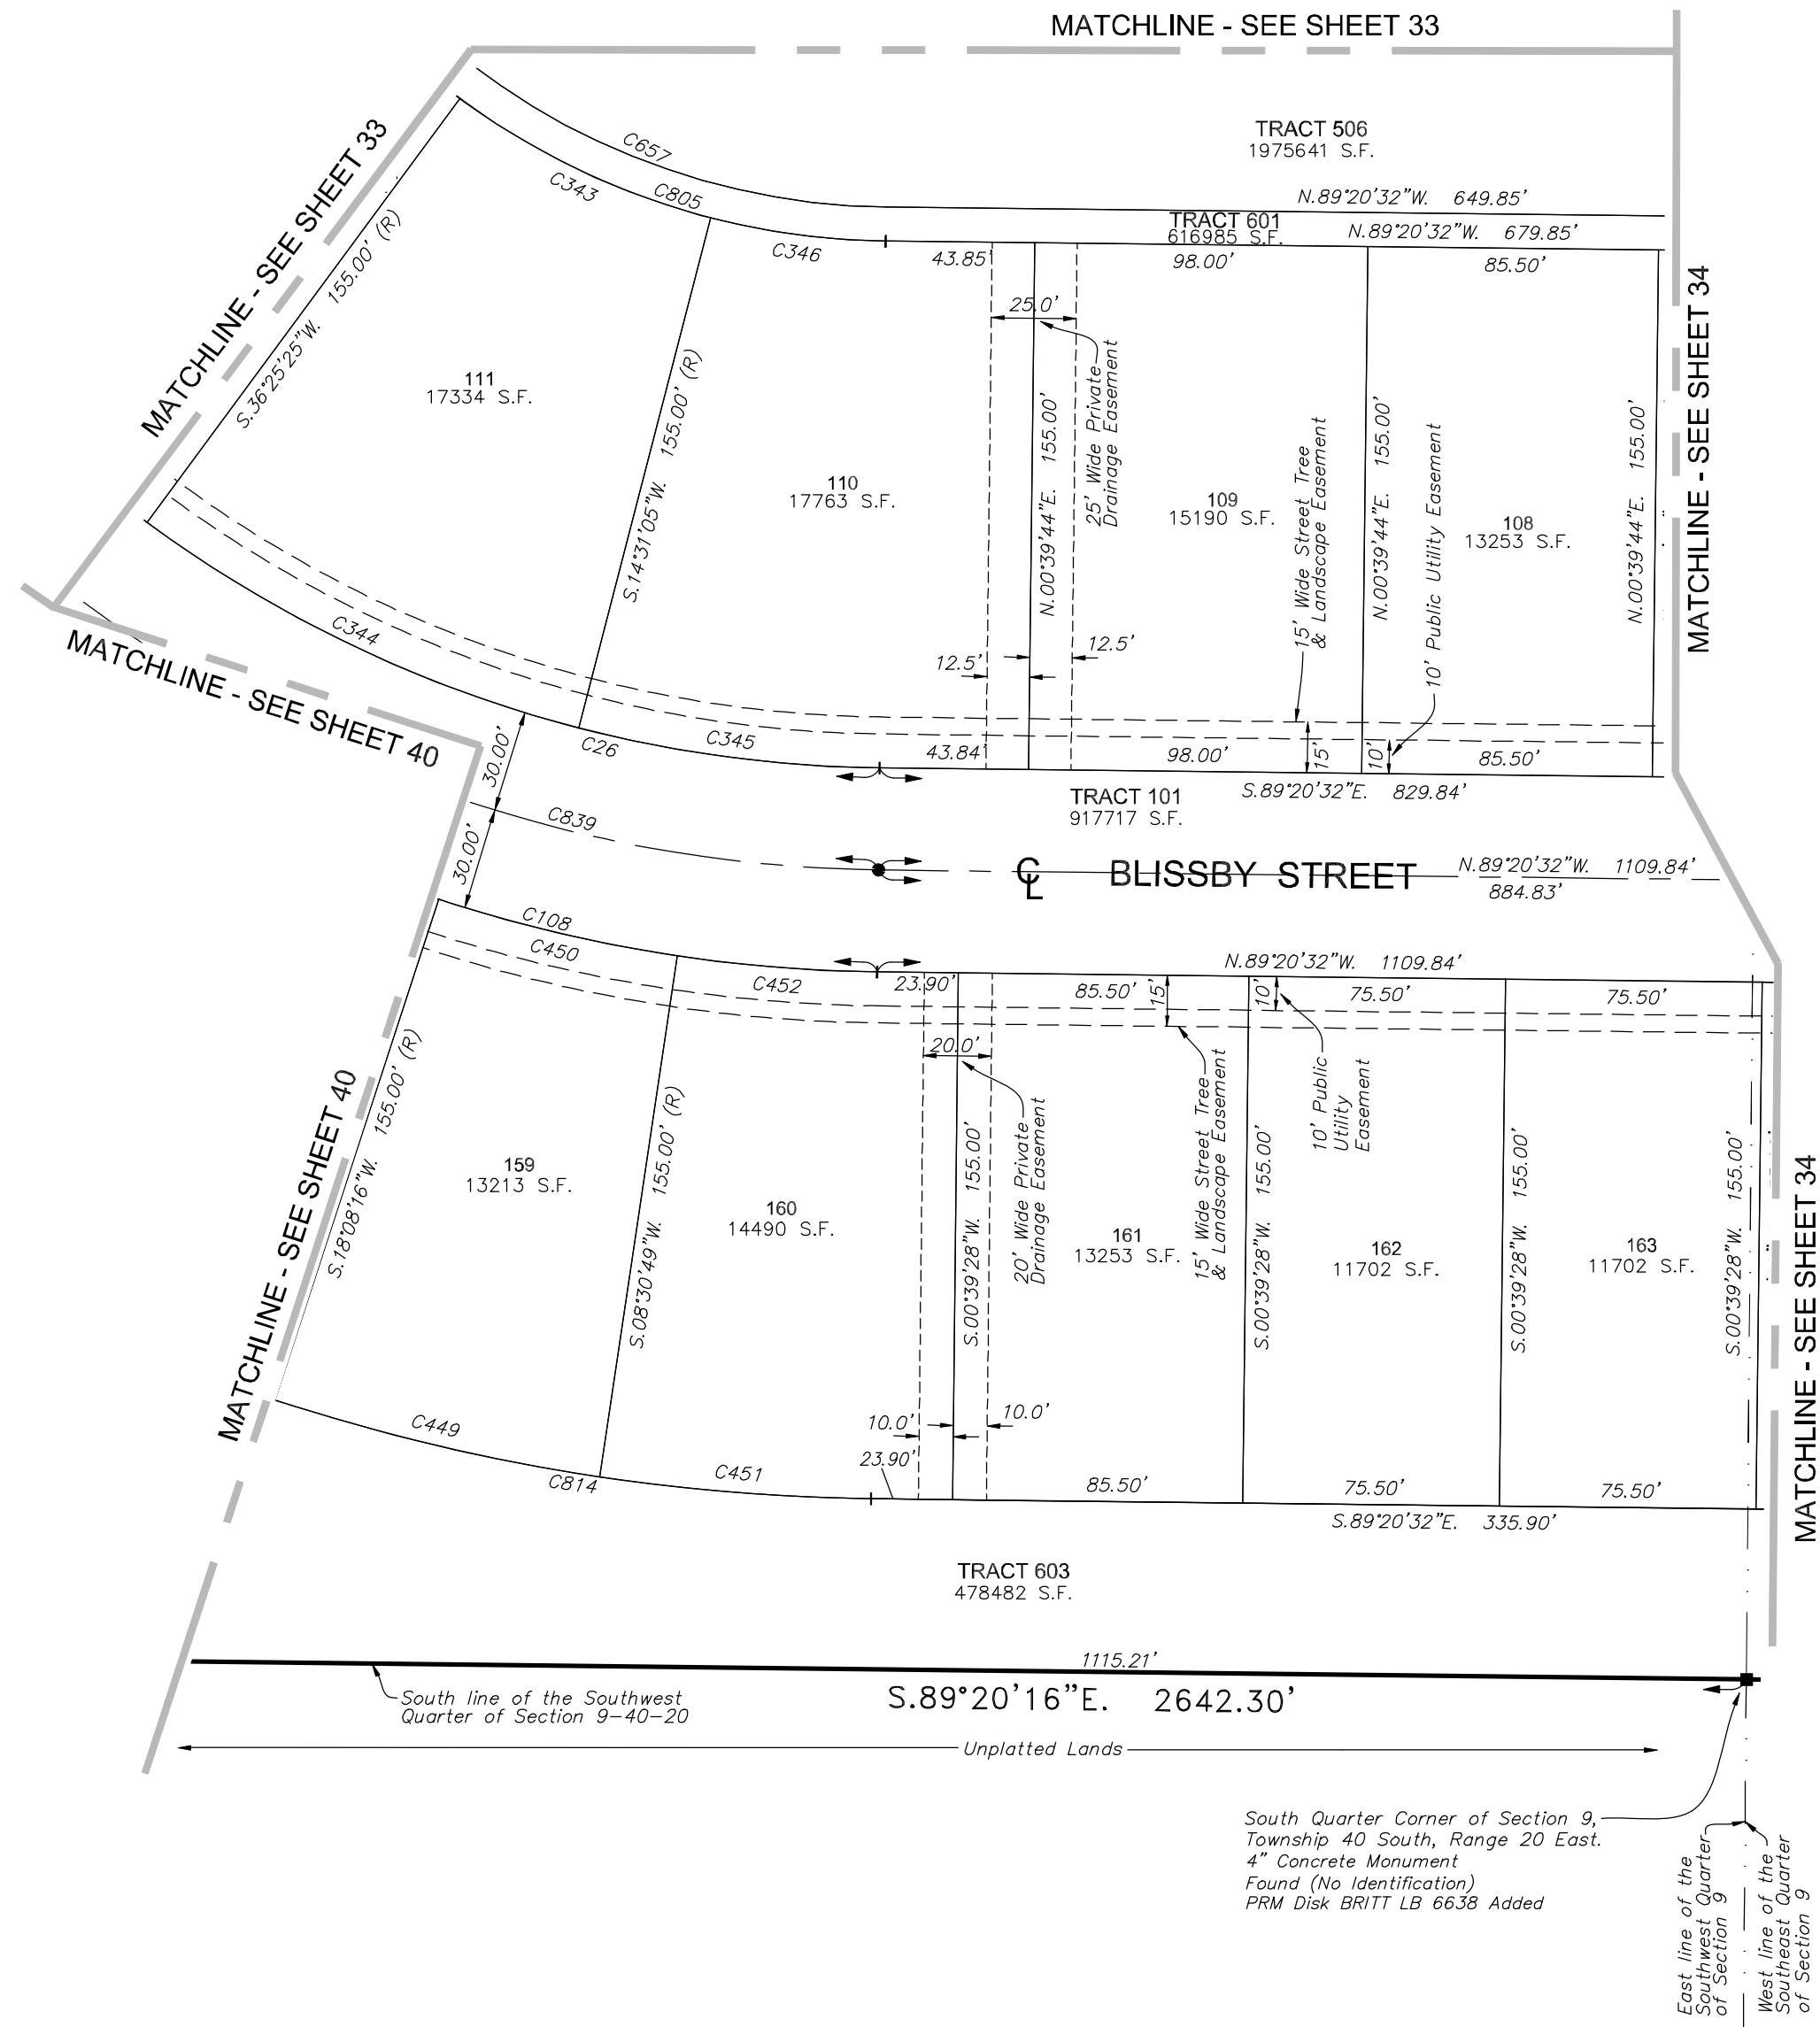 MATCHLINE - SEE SHEET 33
TRACT 506
1975641 S.F.
C657
C805
C343
C346
N.89°20'32"W. 649.85'
TRACT 601
616985 S.F.
N.89°20'32"W. 679.85'
MATCHLINE - SEE SHEET 33
S.36°25'25"W. 155.00' (R)
43.85'
98.00'
85.50'
25.0'
MATCHLINE - SEE SHEET 34
111
17334 S.F.
S.14°31'05"W. 155.00' (R)
110
17763 S.F.
N.00°39'44"E. 155.00'
25' Wide Private
Drainage Easement
109
15190 S.F.
15' Wide Street Tree
& Landscape Easement
N.00°39'44"E. 155.00'
10' Public Utility Easement
108
13253 S.F.
N.00°39'44"E. 155.00'
12.5'
12.5'
C344
MATCHLINE - SEE SHEET 40
C26
C345
43.84'
98.00'
15'
10'
85.50'
30.00'
30.00'
TRACT 101
917717 S.F.
S.89°20'32"E. 829.84'
C839
CL BLISSBY STREET
N.89°20'32"W. 1109.84'
884.83'
C108
C450
C452
23.90'
N.89°20'32"W. 1109.84'
85.50'
15'
10'
75.50'
75.50'
20.0'
MATCHLINE - SEE SHEET 40
S.18°08'16"W. 155.00' (R)
159
13213 S.F.
S.08°30'49"W. 155.00' (R)
160
14490 S.F.
S.00°39'28"W. 155.00'
20' Wide Private
Drainage Easement
161
13253 S.F.
15' Wide Street Tree
& Landscape Easement
S.00°39'28"W. 155.00'
10' Public
Utility
Easement
162
11702 S.F.
S.00°39'28"W. 155.00'
163
11702 S.F.
S.00°39'28"W. 155.00'
MATCHLINE - SEE SHEET 34
10.0'
10.0'
C449
C814
C451
23.90'
85.50'
75.50'
75.50'
S.89°20'32"E. 335.90'
TRACT 603
478482 S.F.
1115.21'
South line of the Southwest
Quarter of Section 9-40-20
S.89°20'16"E. 2642.30'
Unplatted Lands
South Quarter Corner of Section 9,
Township 40 South, Range 20 East.
4" Concrete Monument
Found (No Identification)
PRM Disk BRITT LB 6638 Added
East line of the
Southwest Quarter
of Section 9
West line of the
Southeast Quarter
of Section 9